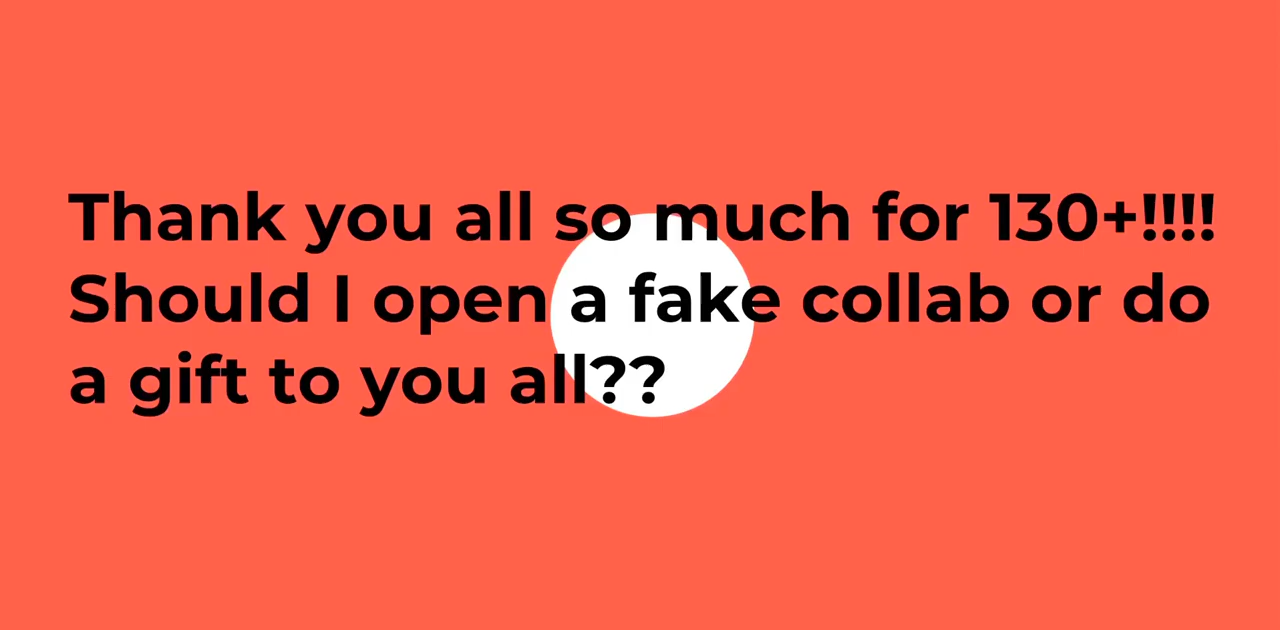 Thank you all so much for 130+!!!!
Should I open a fake collab or do
a gift to you all??